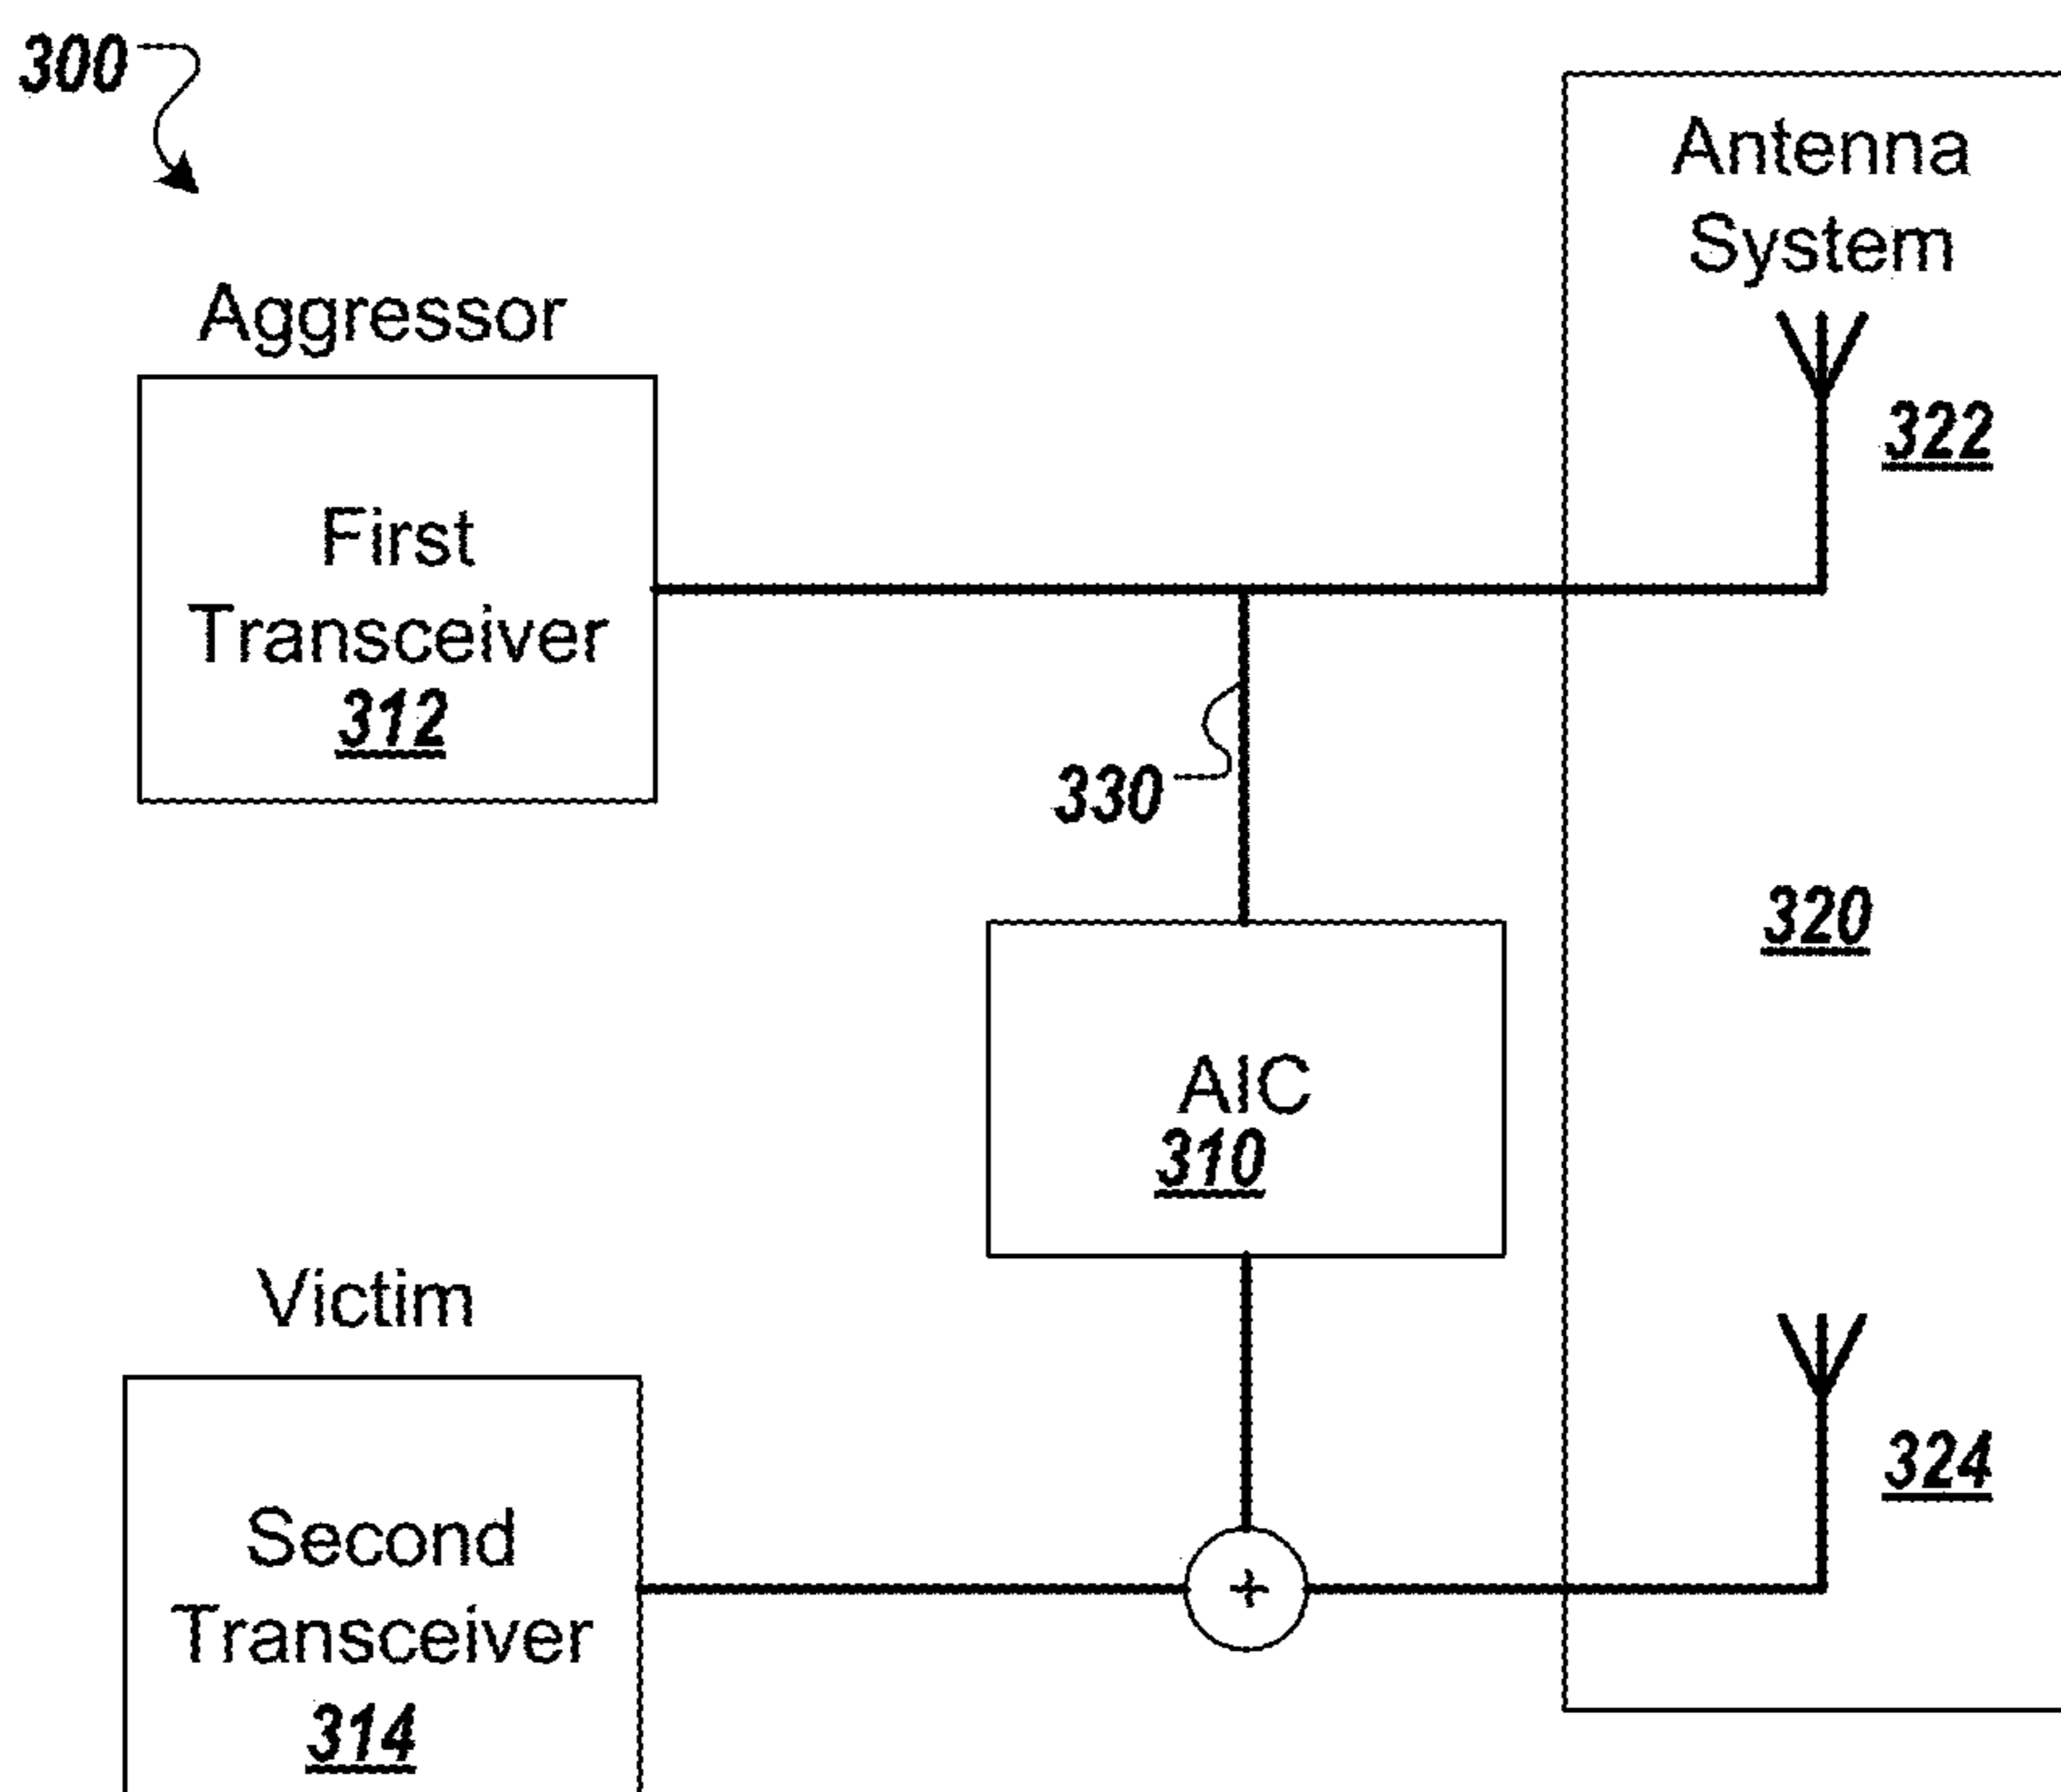 300
Antenna
System
322
Aggressor
First
Transceiver
312
330
320
AIC
310
Victim
Second
Transceiver
314
+
324